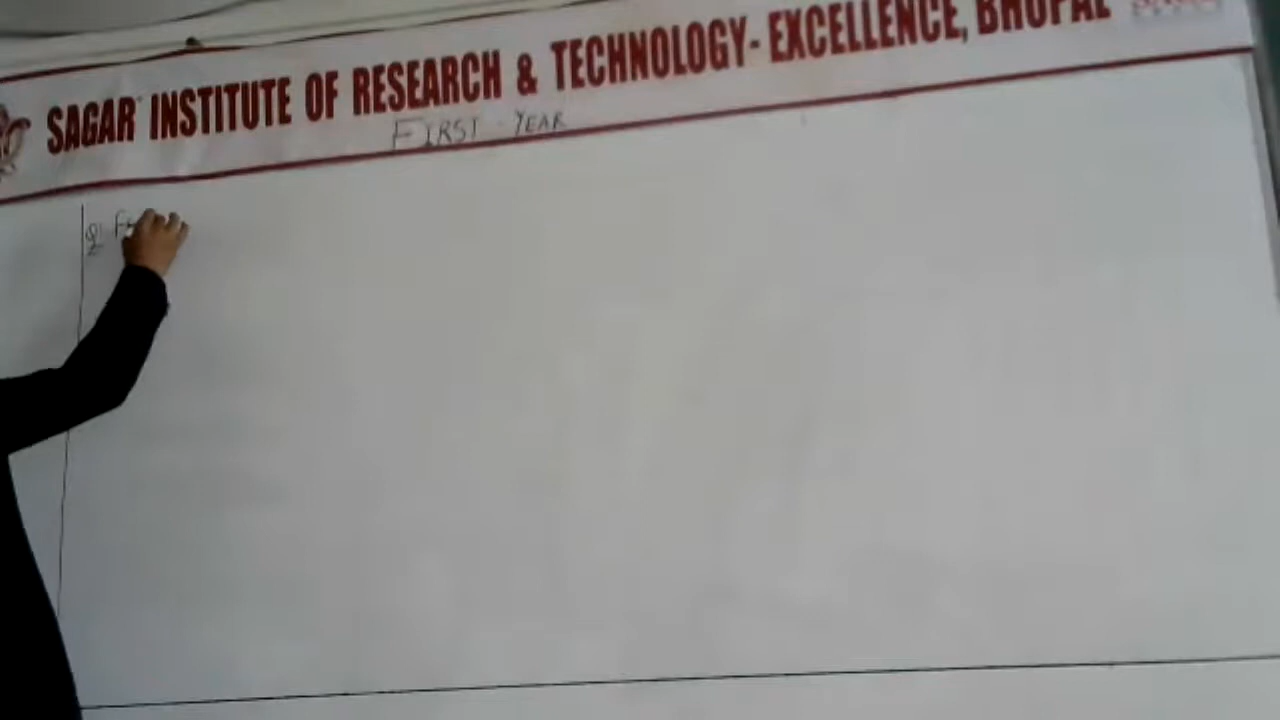 SAGAR INSTITUTE OF RESEARCH & TECHNOLOGY- EXCELLENCE, BHOPAL
FIRST - YEAR
Q